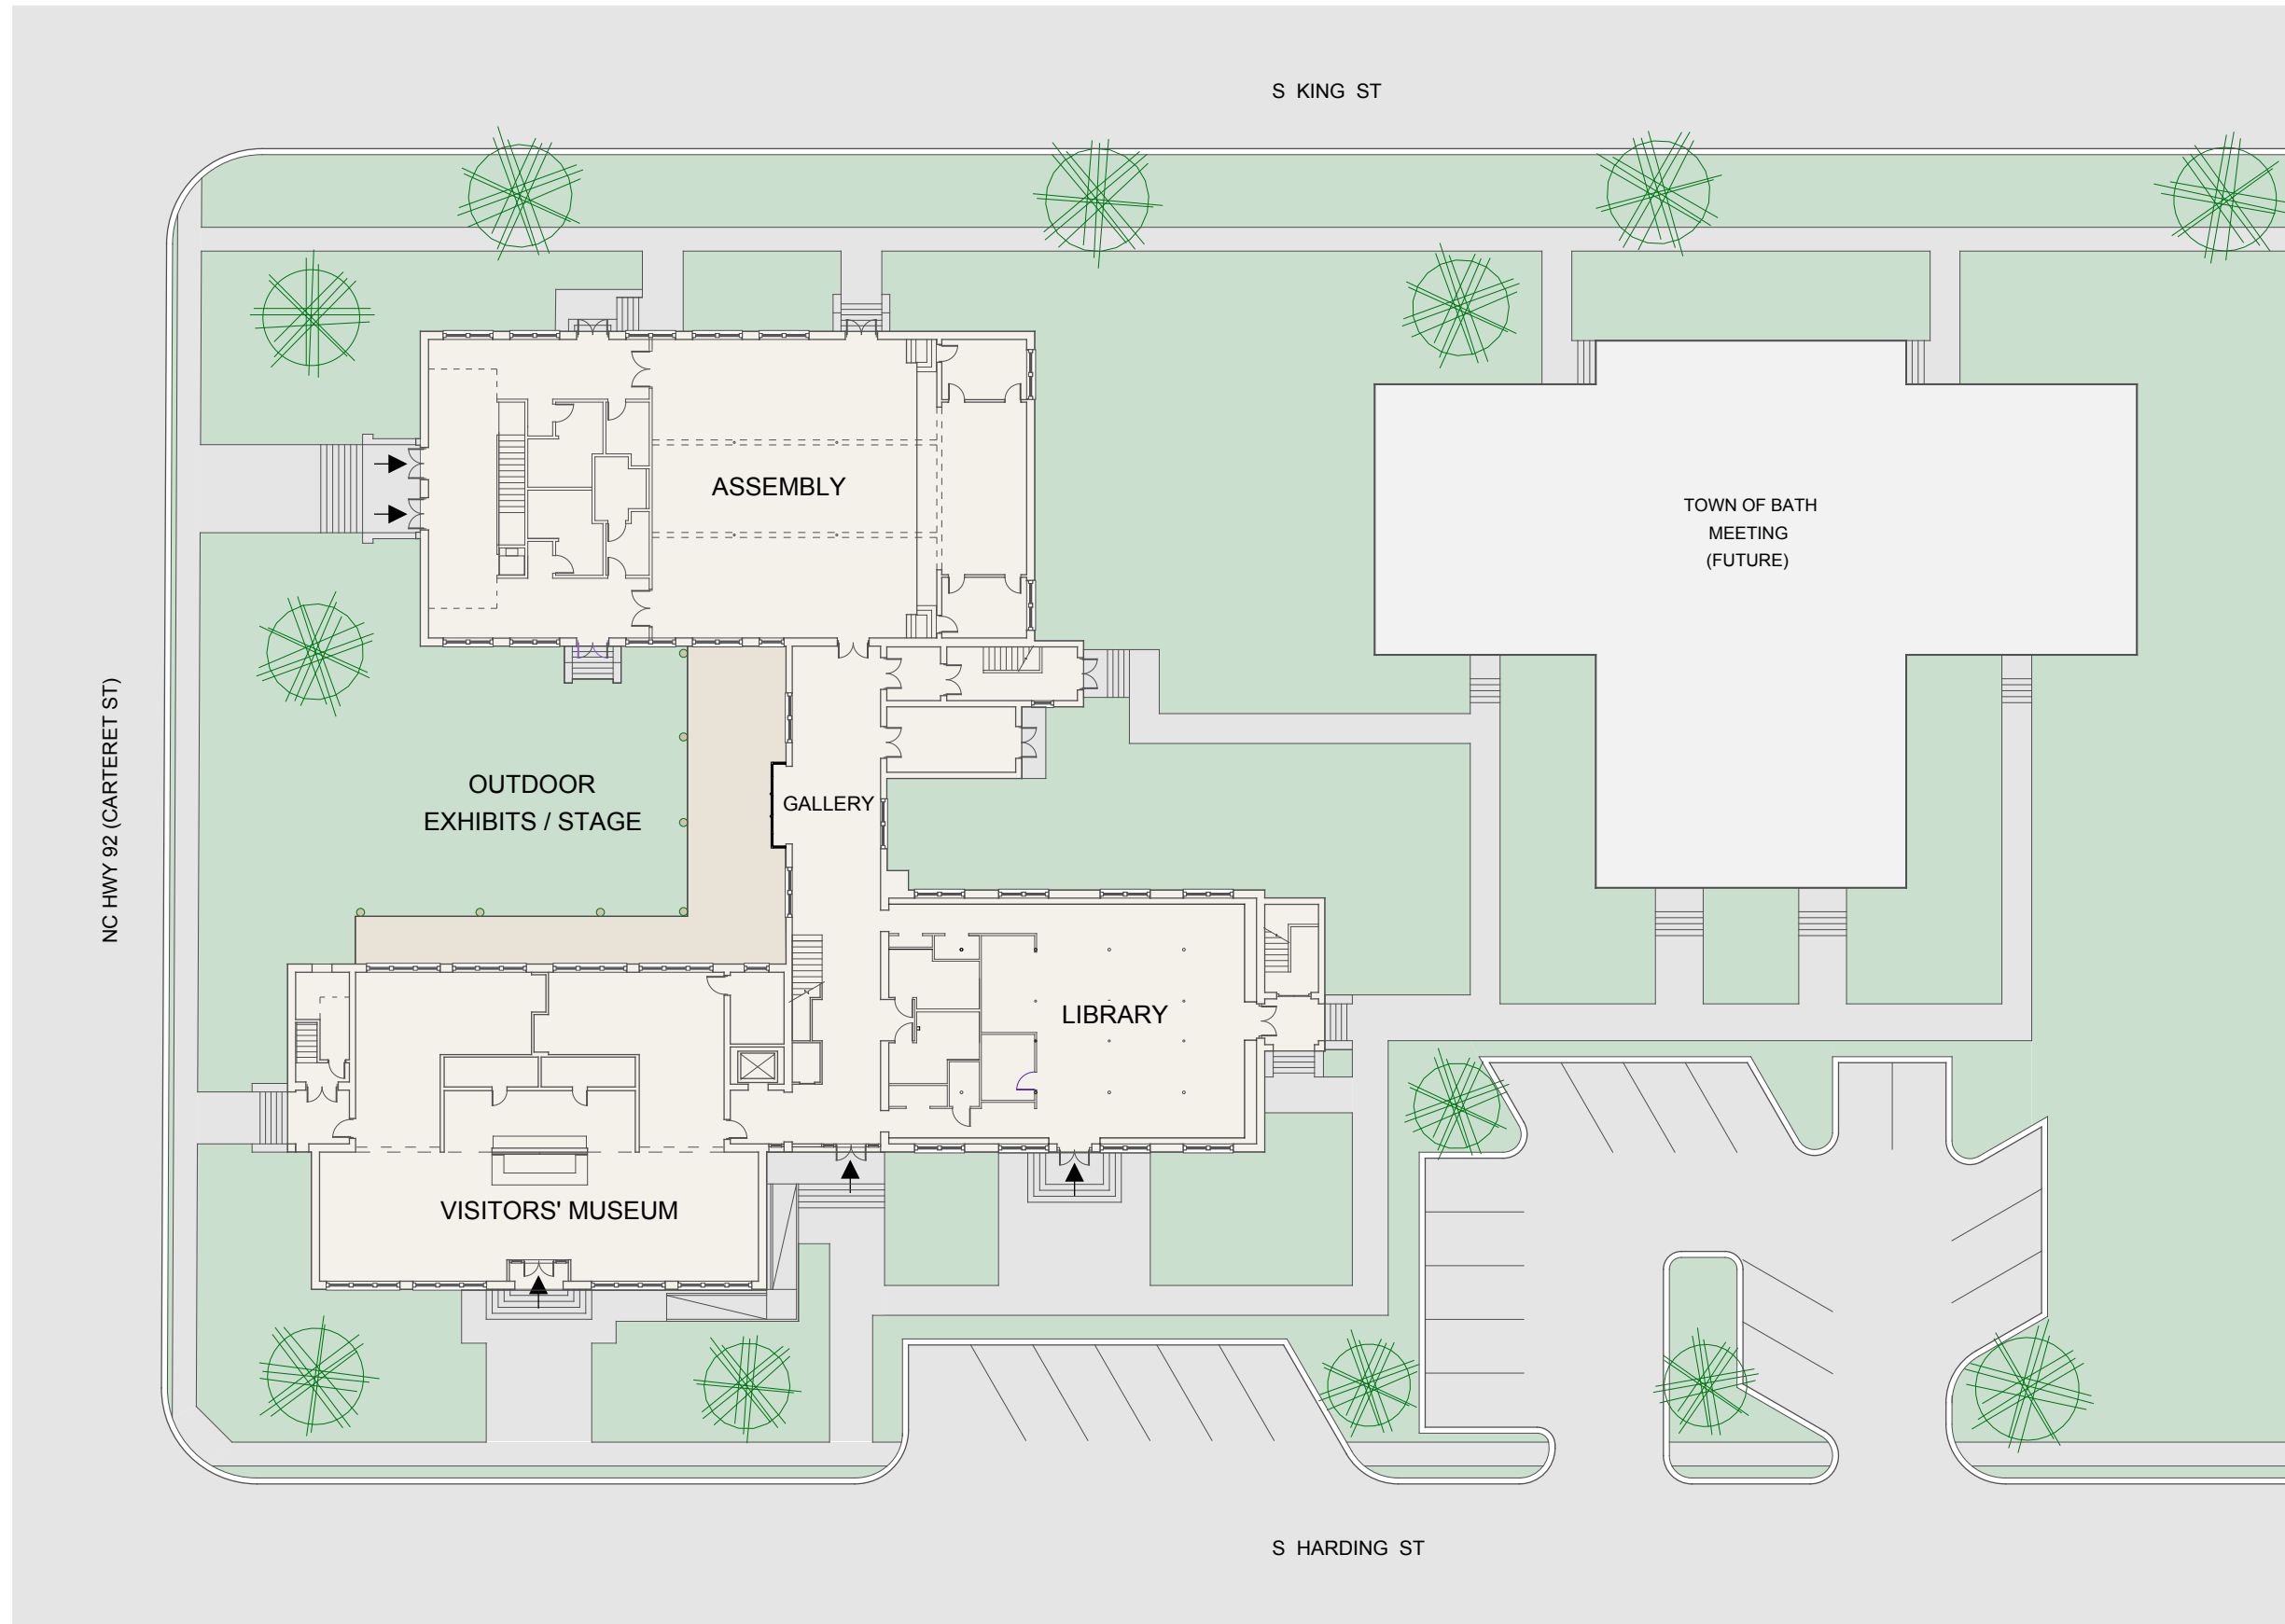 S KING ST
ASSEMBLY
TOWN OF BATH
MEETING
(FUTURE)
NC HWY 92 (CARTERET ST)
OUTDOOR
EXHIBITS / STAGE
GALLERY
LIBRARY
VISITORS' MUSEUM
S HARDING ST